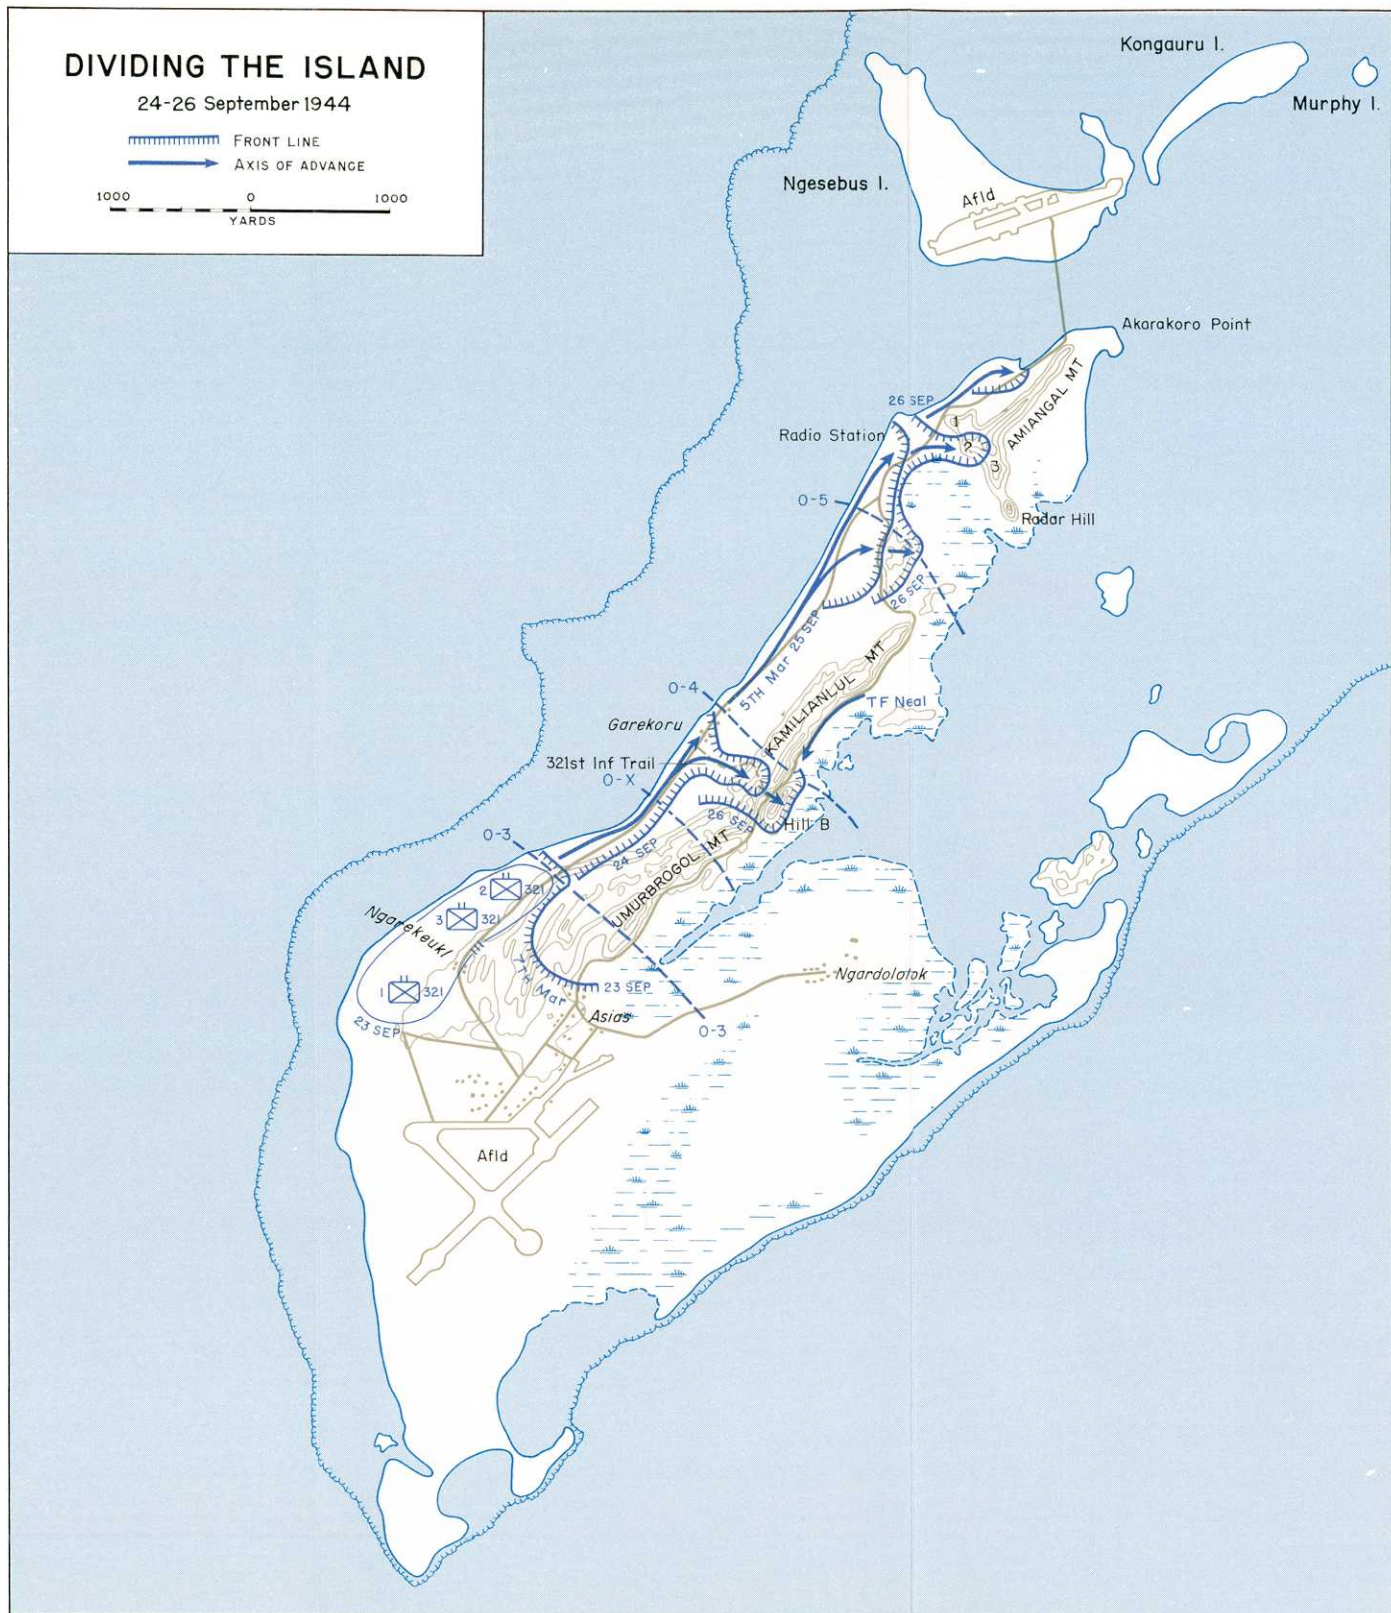 DIVIDING THE ISLAND
24-26 September 1944
FRONT LINE
AXIS OF ADVANCE
1000 0 1000
YARDS
Kongauru I.
Murphy I.
Ngesebus I.
Afld
Akarakoro Point
AMIANGAL MT
26 SEP
1
Radio Station
2
3
O-5
Radar Hill
26 SEP
5TH Mar 25 SEP
KAMILIANLUL MT
O-4
TF Neal
Garekoru
321st Inf Trail
O-X
26 SEP
Hill B
O-3
24 SEP
UMURBROGOL MT
2 321
3 321
Ngarekeukl
1 321
7TH Mar
23 SEP
Ngardololok
23 SEP
Asias
O-3
Afld